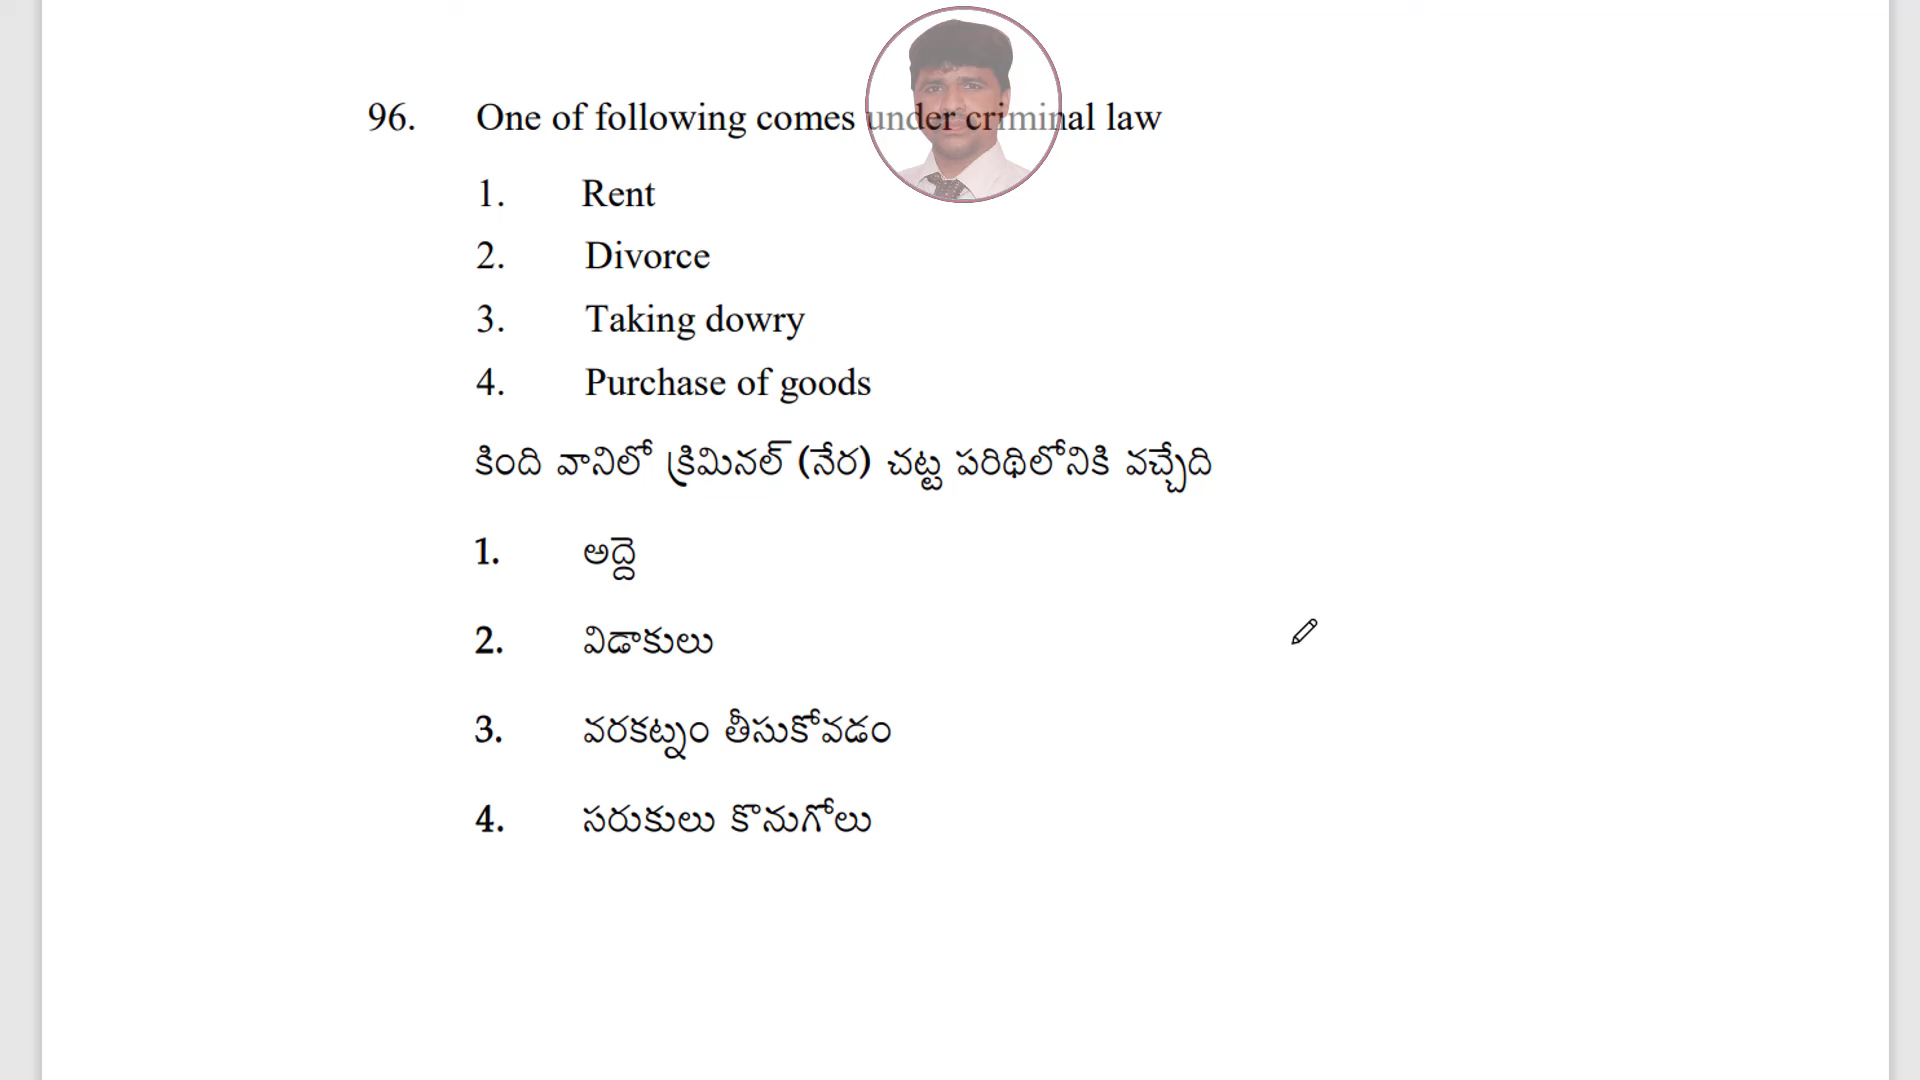 96. One of following comes under criminal law
1. Rent
2. Divorce
3. Taking dowry
4. Purchase of goods
కింది వానిలో క్రిమినల్ (నేర) చట్ట పరిథిలోనికి వచ్చేది
1. అద్దె
2. విడాకులు
3. వరకట్నం తీసుకోవడం
4. సరుకులు కొనుగోలు